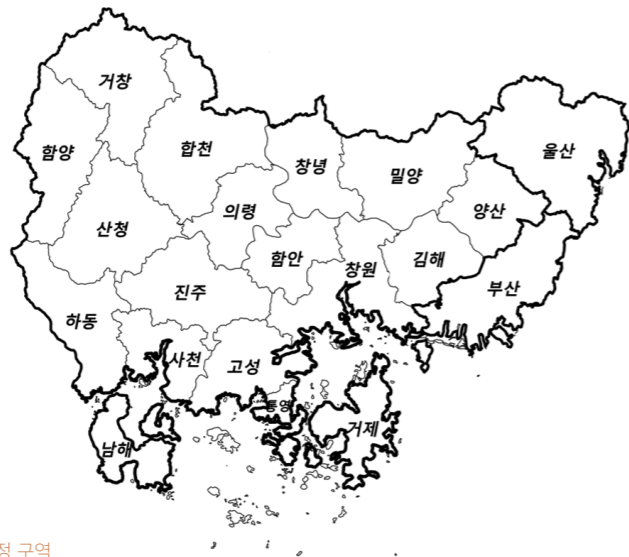 거창
함양
합천
창녕
밀양
울산
산청
의령
양산
함안
창원
김해
진주
부산
하동
사천
고성
통영
거제
남해
정 구역